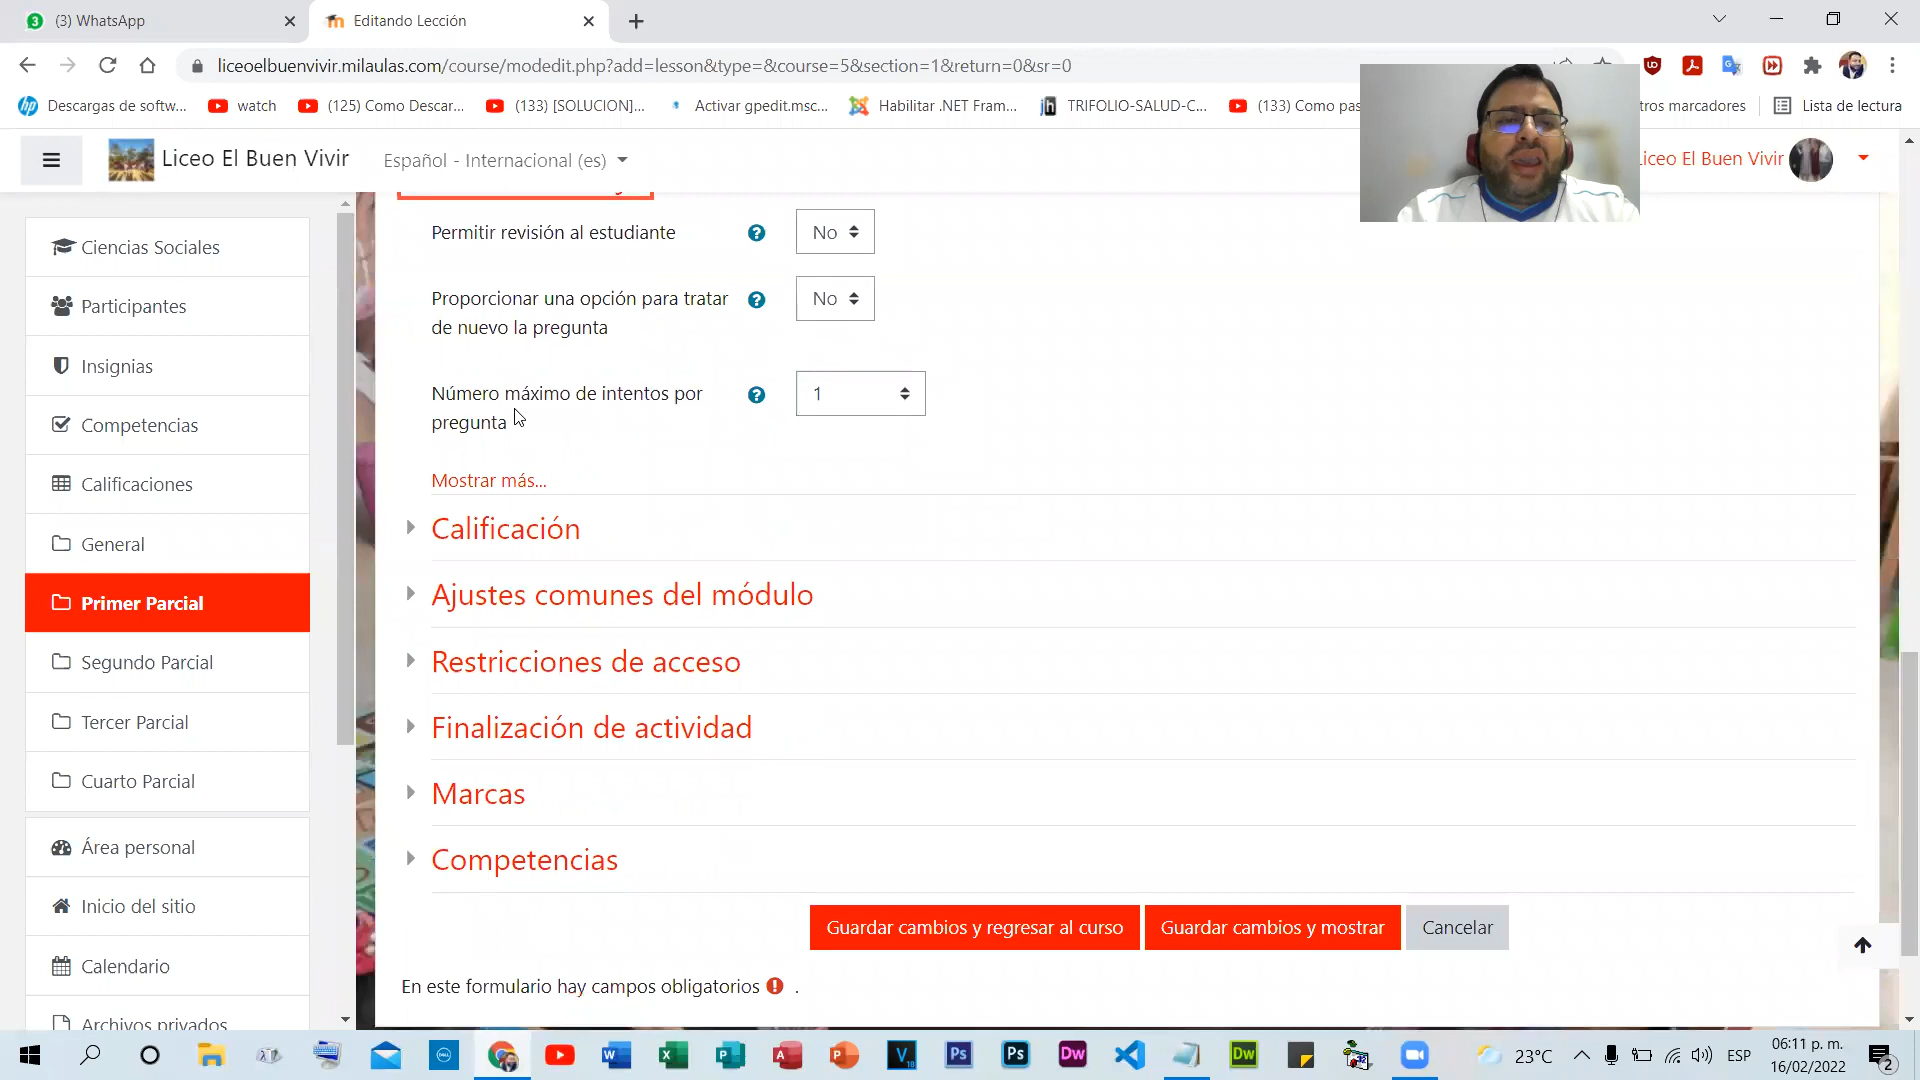 (3) WhatsApp
Editando Lección
liceoelbuenvivir.milaulas.com/course/modedit.php?add=lesson&type=&course=5&section=1&return=0&sr=0
Descargas de softw...
watch
(125) Como Descar...
(133) [SOLUCION]...
Activar gpedit.msc...
Habilitar .NET Fram...
TRIFOLIO-SALUD-C...
(133) Como pas
tros marcadores
Lista de lectura
Liceo El Buen Vivir
Español - Internacional (es)
Liceo El Buen Vivir
Ciencias Sociales
Participantes
Insignias
Competencias
Calificaciones
General
Primer Parcial
Segundo Parcial
Tercer Parcial
Cuarto Parcial
Área personal
Inicio del sitio
Calendario
Archivos privados
Permitir revisión al estudiante
No
Proporcionar una opción para tratar
de nuevo la pregunta
No
Número máximo de intentos por
pregunta
1
Mostrar más...
Calificación
Ajustes comunes del módulo
Restricciones de acceso
Finalización de actividad
Marcas
Competencias
Guardar cambios y regresar al curso
Guardar cambios y mostrar
Cancelar
En este formulario hay campos obligatorios .
23°C
ESP
06:11 p. m.
16/02/2022
2